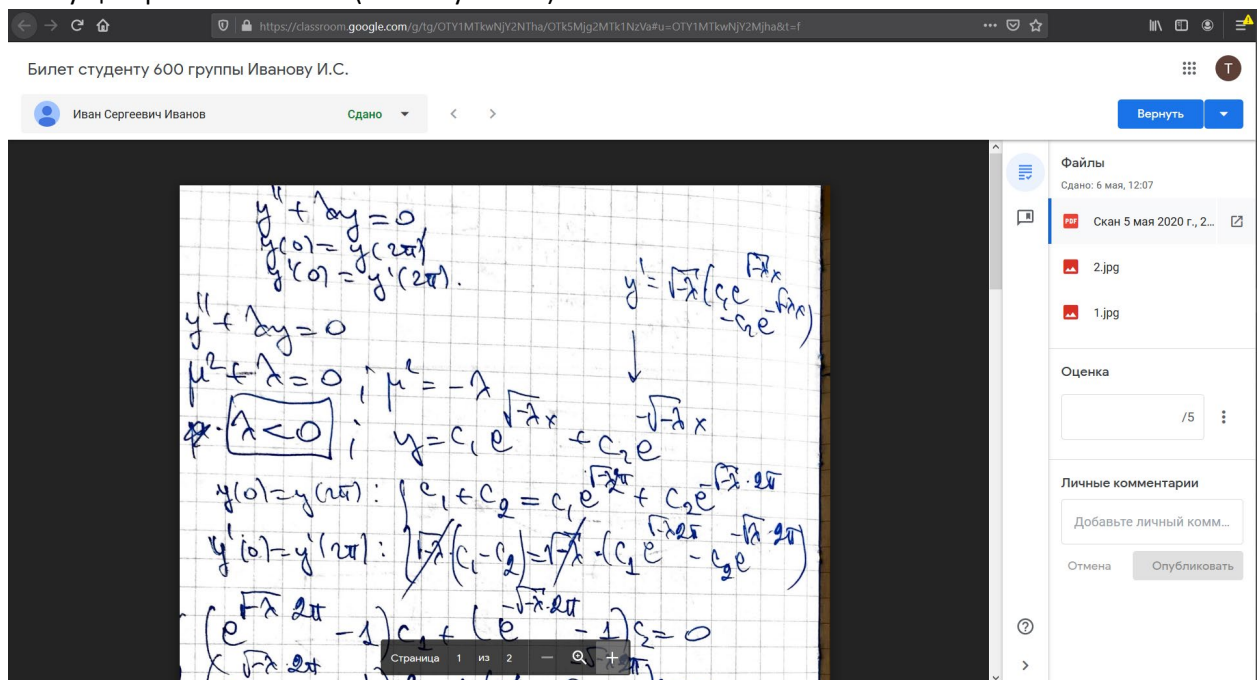 https://classroom.google.com/g/tg/OTY1MTkwNjY2NTha/OTk5Mjg2MTk1NzVa#u=OTY1MTkwNjY2Mjha&t=f
Билет студенту 600 группы Иванову И.С.
T
Иван Сергеевич Иванов
Сдано
Вернуть
y'' + λy = 0,
y(0) = y(2π)
y'(0) = y'(2π).
y' = √-λ (c₁e^{√-λx} - c₂e^{-√-λx})
y'' + λy = 0
μ² + λ = 0 ; μ² = -λ
λ < 0 ; y = c₁e^{√-λx} + c₂e^{-√-λx}
y(0) = y(2π): { c₁ + c₂ = c₁e^{√-λ2π} + c₂e^{-√-λ·2π}
y'(0) = y'(2π): √-λ·(c₁ - c₂) = √-λ·(c₁e^{√-λ2π} - c₂e^{-√-λ·2π})
(e^{√-λ·2π} - 1)c₁ + (e^{-√-λ·2π} - 1)c₂ = 0
Страница 1 из 2
Файлы
Сдано: 6 мая, 12:07
PDF Скан 5 мая 2020 г., 2...
2.jpg
1.jpg
Оценка
/5
Личные комментарии
Добавьте личный комм...
Отмена
Опубликовать